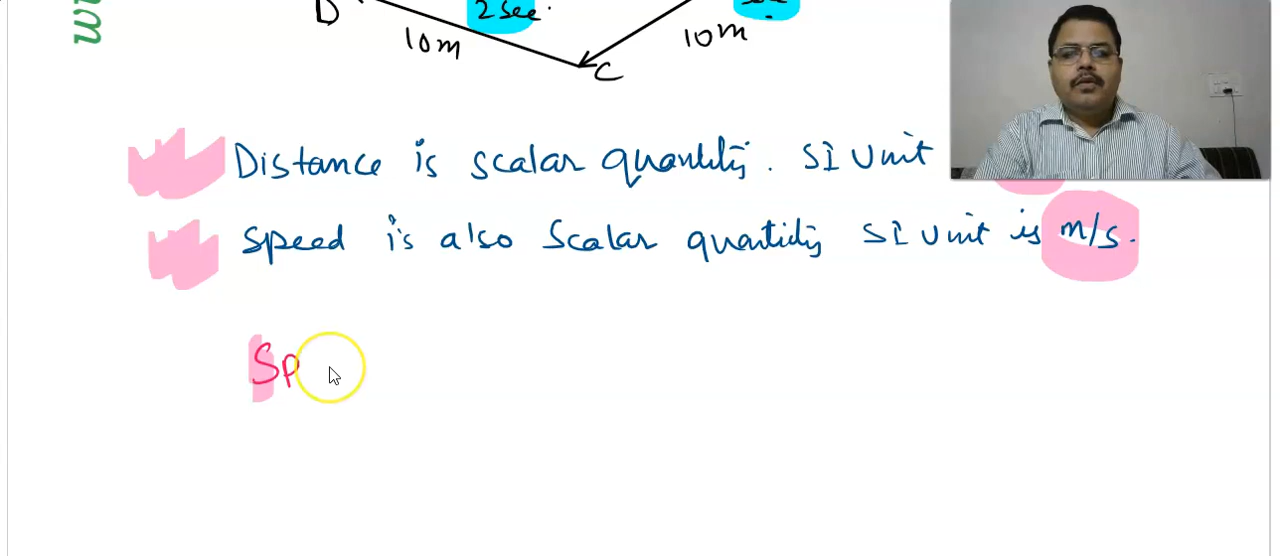 D
2 Sec.
10m
10m
C
Distance is scalar quantity. SI Unit
Speed is also Scalar quantity SI Unit is m/s.
Sp